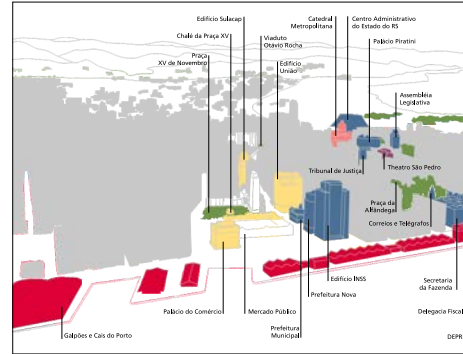 Edifício Sulacap
Chalé da Praça XV
Praça
XV de Novembro
Viaduto
Otávio Rocha
Edifício
União
Catedral
Metropolitana
Centro Administrativo
do Estado do RS
Palácio Piratini
Assembléia
Legislativa
Tribunal de Justiça
Theatro São Pedro
Praça da
Alfândega
Correios e Telégrafos
Galpões e Cais do Porto
Palácio do Comércio
Mercado Público
Prefeitura
Municipal
Prefeitura Nova
Edifício INSS
Secretaria
da Fazenda
Delegacia Fiscal
DEPR